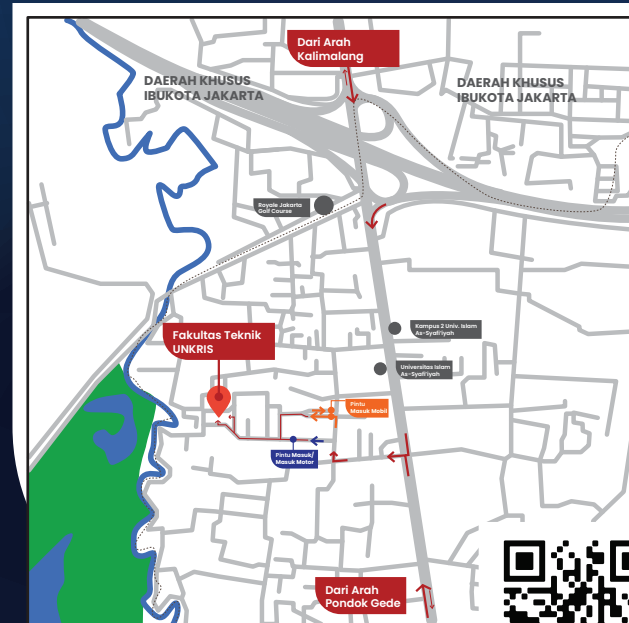 Dari Arah
Kalimalang
DAERAH KHUSUS
IBUKOTA JAKARTA
DAERAH KHUSUS
IBUKOTA JAKARTA
Royale Jakarta
Golf Course
Kampus 2 Univ. Islam
As-Syafi'iyah
Fakultas Teknik
UNKRIS
Universitas Islam
As-Syafi'iyah
Pintu
Masuk Mobil
Pintu Masuk/
Masuk Motor
Dari Arah
Pondok Gede